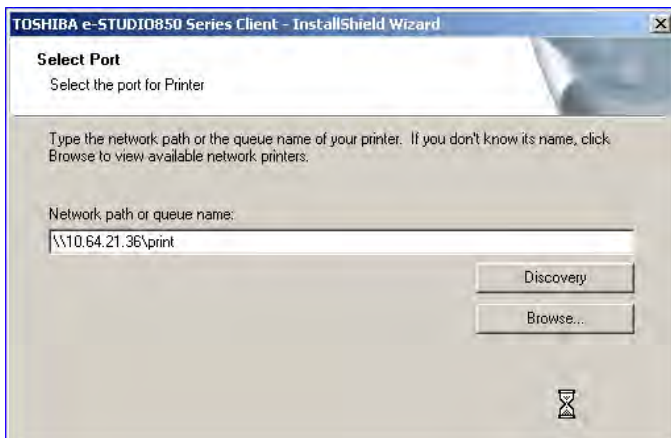 TOSHIBA e-STUDIO850 Series Client - InstallShield Wizard
Select Port
Select the port for Printer
Type the network path or the queue name of your printer. If you don't know its name, click
Browse to view available network printers.
Network path or queue name:
\\10.64.21.36\print
Discovery
Browse...